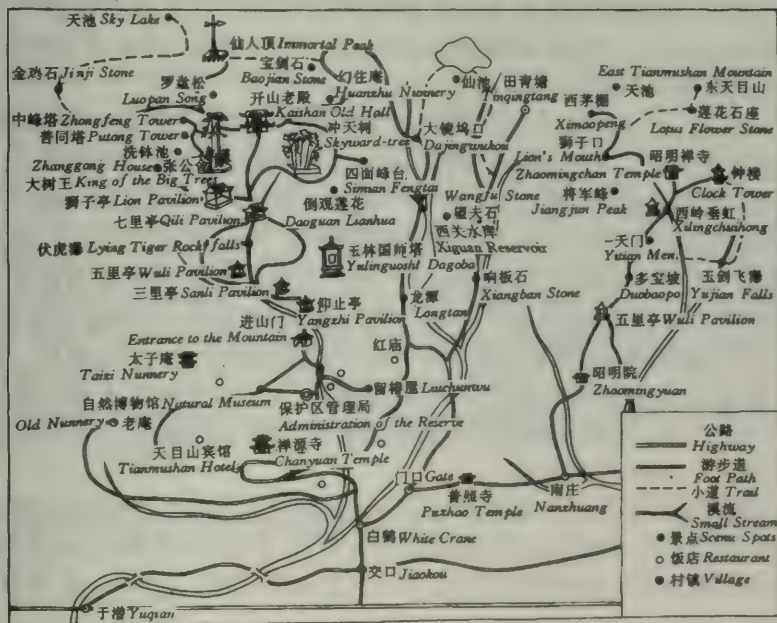 天池 Sky Lake
仙人顶 Immortal Peak
宝剑石
Baojian Stone
幻住庵
Huanzhu Nunnery
仙池
田青塘
Tinqingtang
East Tianmushan Mountain
天池
东天目山
金鸡石 Jinji Stone
罗盘松
Luopan Song
开山老殿
Kaishan Old Hall
西茅棚
Ximaopeng
莲花石座
Lotus Flower Stone
中峰塔 Zhongfeng Tower
普同塔 Putong Tower
冲天树
Skyward-tree
大镜坞口
Dajingwukou
狮子口
Lion's Mouth
昭明禅寺
Zhaomingchan Temple
钟楼
Clock Tower
洗钵池
Zhanggong House
张公舍
大树王 King of the Big Trees
四面峰台
Simian Fengtai
Wangfu Stone
望夫石
将军峰
Jiangjun Peak
西岭垂虹
Xilingchuihong
狮子亭 Lion Pavilion
七里亭 Qili Pavilion
倒观莲花
Daoguan Lianhua
西关水库
Xiguan Reservoir
一天门
Yitian Men
伏虎瀑 Lying Tiger Rock falls
玉林国师塔
Yulinguoshi Dagoba
响板石
Xiangban Stone
多宝坡
Duobaopo
玉剑飞瀑
Yujian Falls
五里亭 Wuli Pavilion
三里亭 Sanli Pavilion
龙潭
Longtan
五里亭 Wuli Pavilion
仰止亭
Yangzhi Pavilion
进山门
Entrance to the Mountain
红庙
太子庵
Taizi Nunnery
昭明院
Zhaomingyuan
自然博物馆 Natural Museum
留椿屋 Liuchunwu
保护区管理局
Administration of the Reserve
Old Nunnery 老庵
天目山宾馆
Tianmushan Hotels
禅源寺
Chanyuan Temple
门口 Gate
普照寺
Puzhao Temple
南庄
Nanzhuang
白鹤 White Crane
交口 Jiaokou
于潜 Yuqian
公路
Highway
游步道
Foot Path
小道 Trail
溪流
Small Stream
景点 Scenic Spots
饭店 Restaurant
村镇 Village